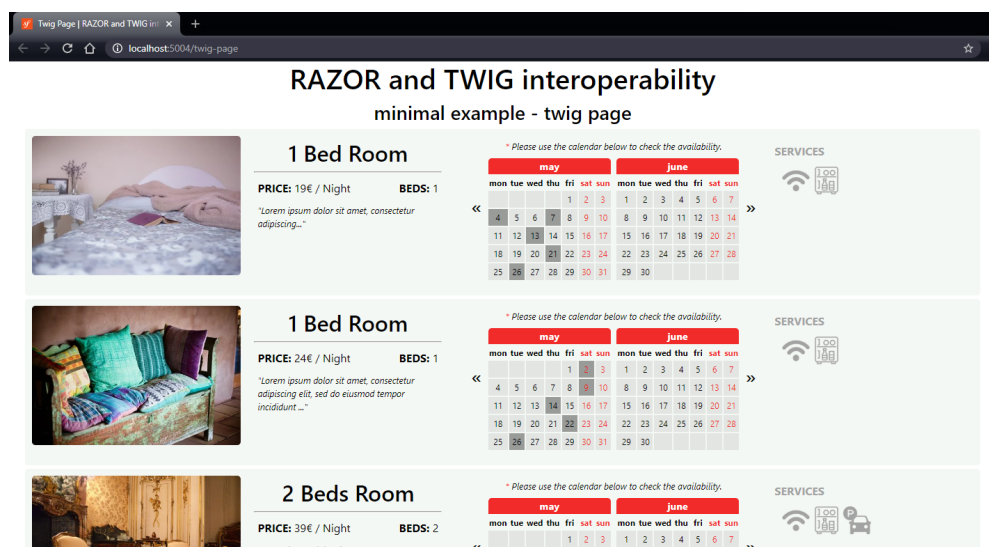 Twig Page | RAZOR and TWIG int
localhost:5004/twig-page
RAZOR and TWIG interoperability
minimal example - twig page
1 Bed Room
PRICE: 19€ / Night BEDS: 1
"Lorem ipsum dolor sit amet, consectetur
adipiscing..."
* Please use the calendar below to check the availability.
may june
mon tue wed thu fri sat sun mon tue wed thu fri sat sun
1 2 3 1 2 3 4 5 6 7
« 4 5 6 7 8 9 10 8 9 10 11 12 13 14 »
11 12 13 14 15 16 17 15 16 17 18 19 20 21
18 19 20 21 22 23 24 22 23 24 25 26 27 28
25 26 27 28 29 30 31 29 30
SERVICES
1 Bed Room
PRICE: 24€ / Night BEDS: 1
"Lorem ipsum dolor sit amet, consectetur
adipiscing elit, sed do eiusmod tempor
incididunt ..."
* Please use the calendar below to check the availability.
may june
mon tue wed thu fri sat sun mon tue wed thu fri sat sun
1 2 3 1 2 3 4 5 6 7
« 4 5 6 7 8 9 10 8 9 10 11 12 13 14 »
11 12 13 14 15 16 17 15 16 17 18 19 20 21
18 19 20 21 22 23 24 22 23 24 25 26 27 28
25 26 27 28 29 30 31 29 30
SERVICES
2 Beds Room
PRICE: 39€ / Night BEDS: 2
* Please use the calendar below to check the availability.
may june
mon tue wed thu fri sat sun mon tue wed thu fri sat sun
1 2 3 1 2 3 4 5 6 7
SERVICES
P